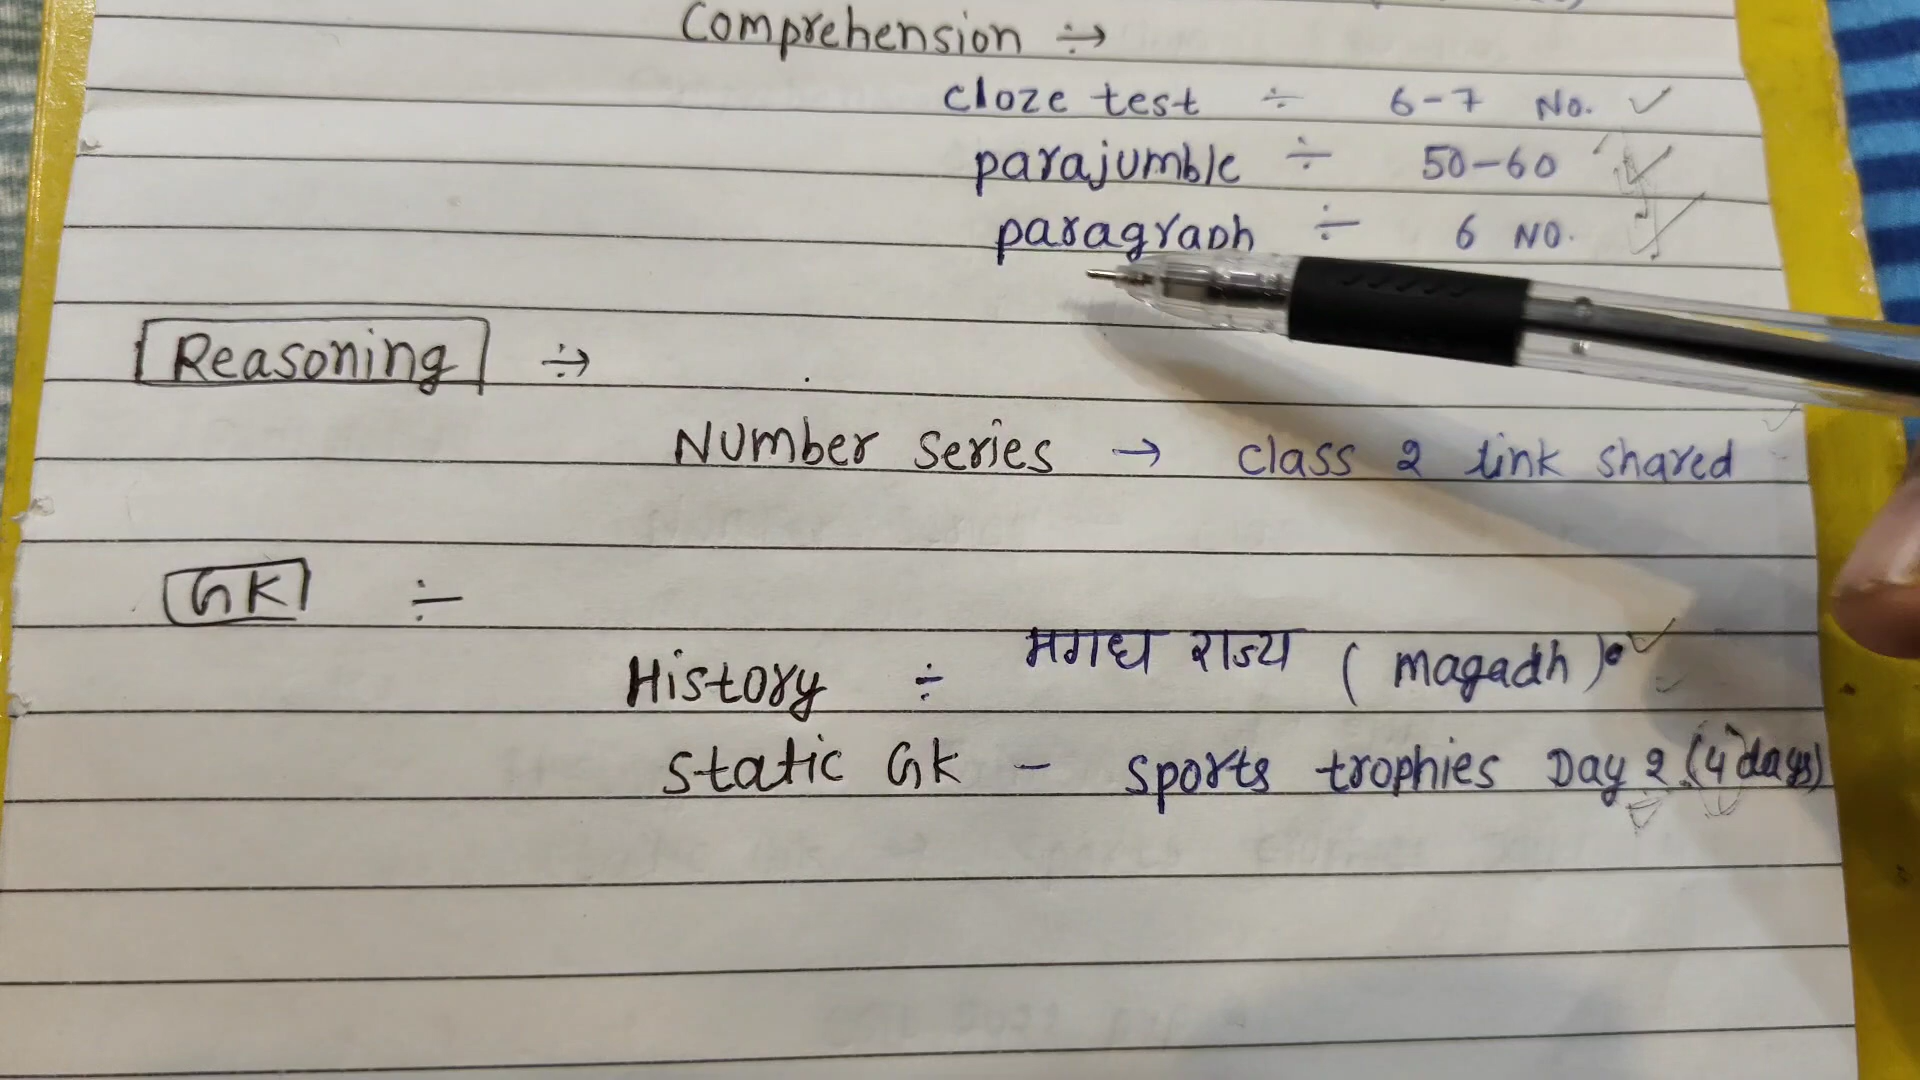 Comprehension ÷→
cloze test ÷ 6-7 No. ✓
parajumble ÷ 50-60 ✓
paragraph ÷ 6 NO. ✓
Reasoning ÷→
Number Series → class 2 link shared
GK ÷
History ÷ मगध राज्य (Magadh) ✓
Static GK - Sports trophies Day 2 (4 days)